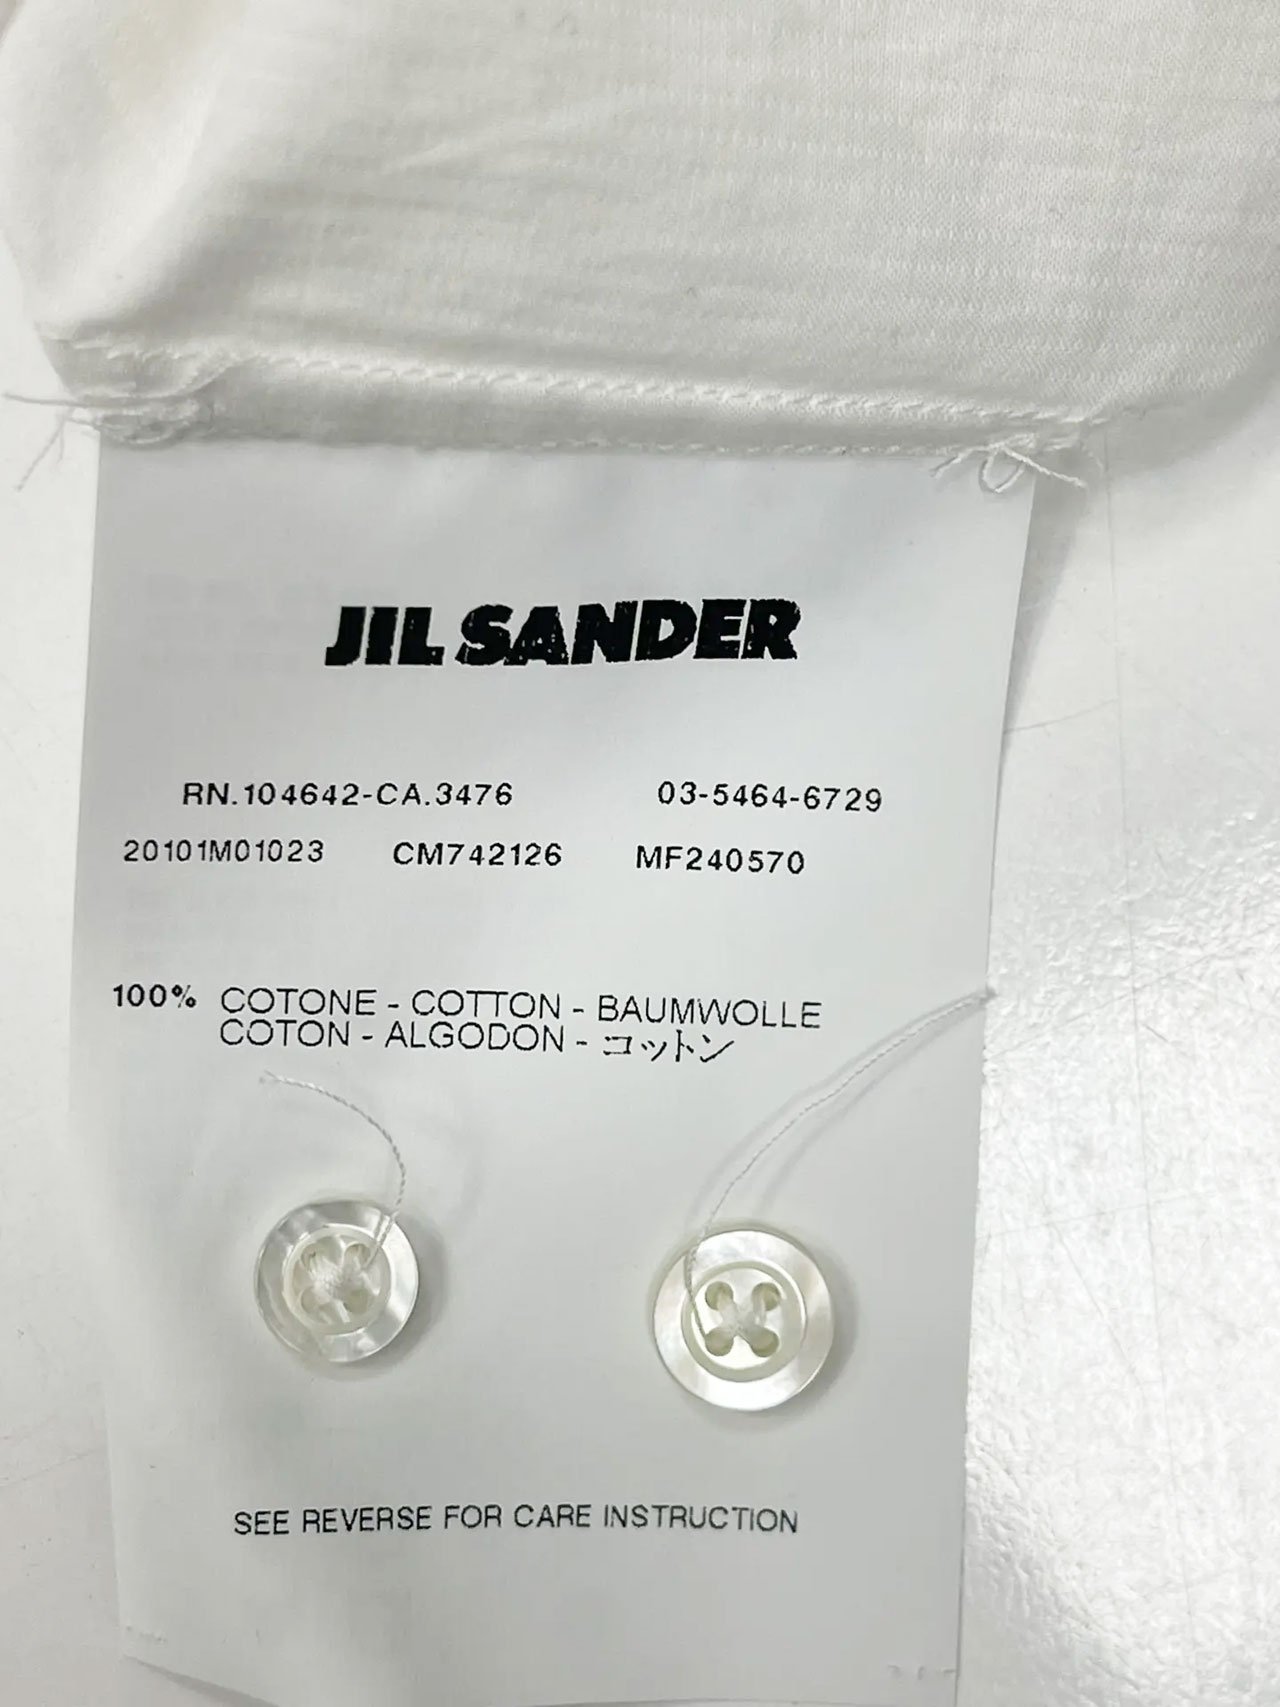 JIL SANDER
RN.104642-CA.3476 03-5464-6729
20101M01023 CM742126 MF240570
100% COTONE - COTTON - BAUMWOLLE
COTON - ALGODON - コットン
SEE REVERSE FOR CARE INSTRUCTION